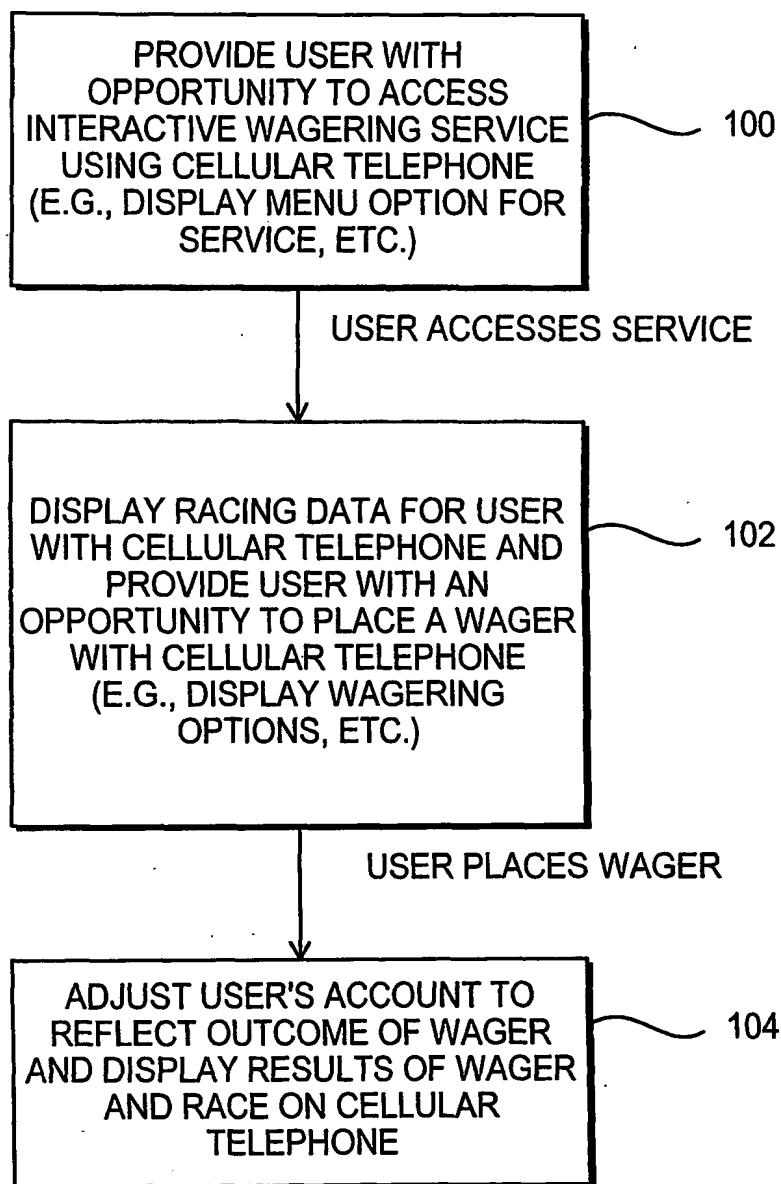 PROVIDE USER WITH
OPPORTUNITY TO ACCESS
INTERACTIVE WAGERING SERVICE
USING CELLULAR TELEPHONE
(E.G., DISPLAY MENU OPTION FOR
SERVICE, ETC.)
100
USER ACCESSES SERVICE
DISPLAY RACING DATA FOR USER
WITH CELLULAR TELEPHONE AND
PROVIDE USER WITH AN
OPPORTUNITY TO PLACE A WAGER
WITH CELLULAR TELEPHONE
(E.G., DISPLAY WAGERING
OPTIONS, ETC.)
102
USER PLACES WAGER
ADJUST USER'S ACCOUNT TO
REFLECT OUTCOME OF WAGER
AND DISPLAY RESULTS OF WAGER
AND RACE ON CELLULAR
TELEPHONE
104